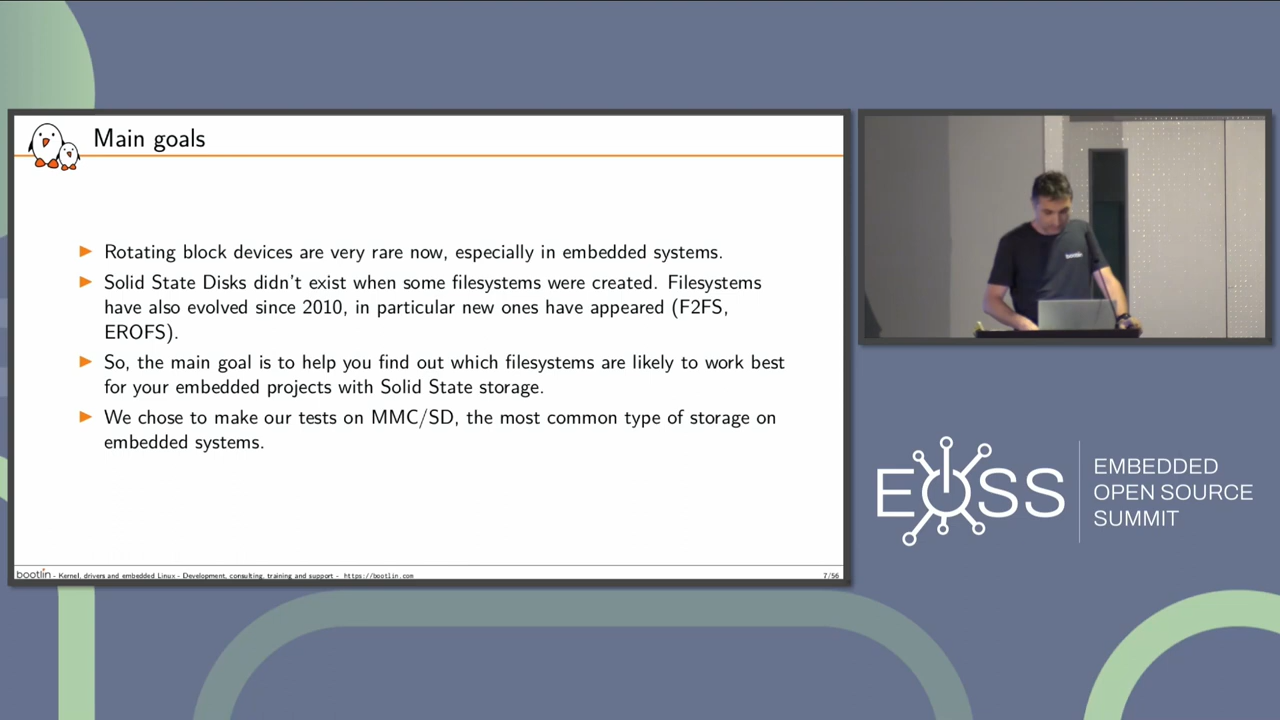 Main goals
Rotating block devices are very rare now, especially in embedded systems.
Solid State Disks didn't exist when some filesystems were created. Filesystems
have also evolved since 2010, in particular new ones have appeared (F2FS,
EROFS).
So, the main goal is to help you find out which filesystems are likely to work best
for your embedded projects with Solid State storage.
We chose to make our tests on MMC/SD, the most common type of storage on
embedded systems.
bootlin - Kernel, drivers and embedded Linux - Development, consulting, training and support - https://bootlin.com
7/56
bootlin
EOSS
EMBEDDED
OPEN SOURCE
SUMMIT